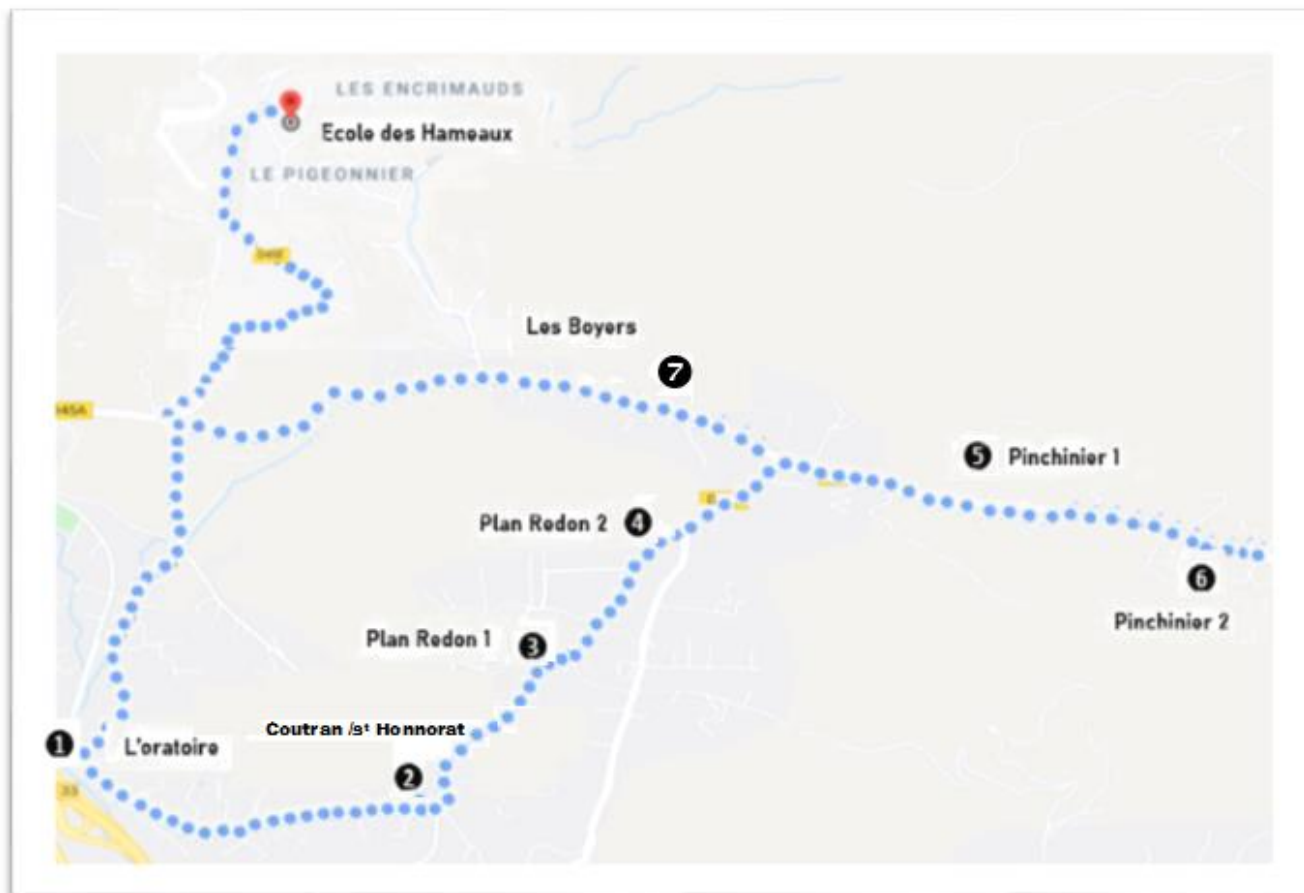 LES ENCRIMAUDS
Ecole des Hameaux
LE PIGEONNIER
Les Boyers
7
5 Pinchinier 1
Plan Redon 2 4
6
Pinchinier 2
Plan Redon 1 3
Coutran /sᵗ Honnorat
1 L'oratoire
2
33